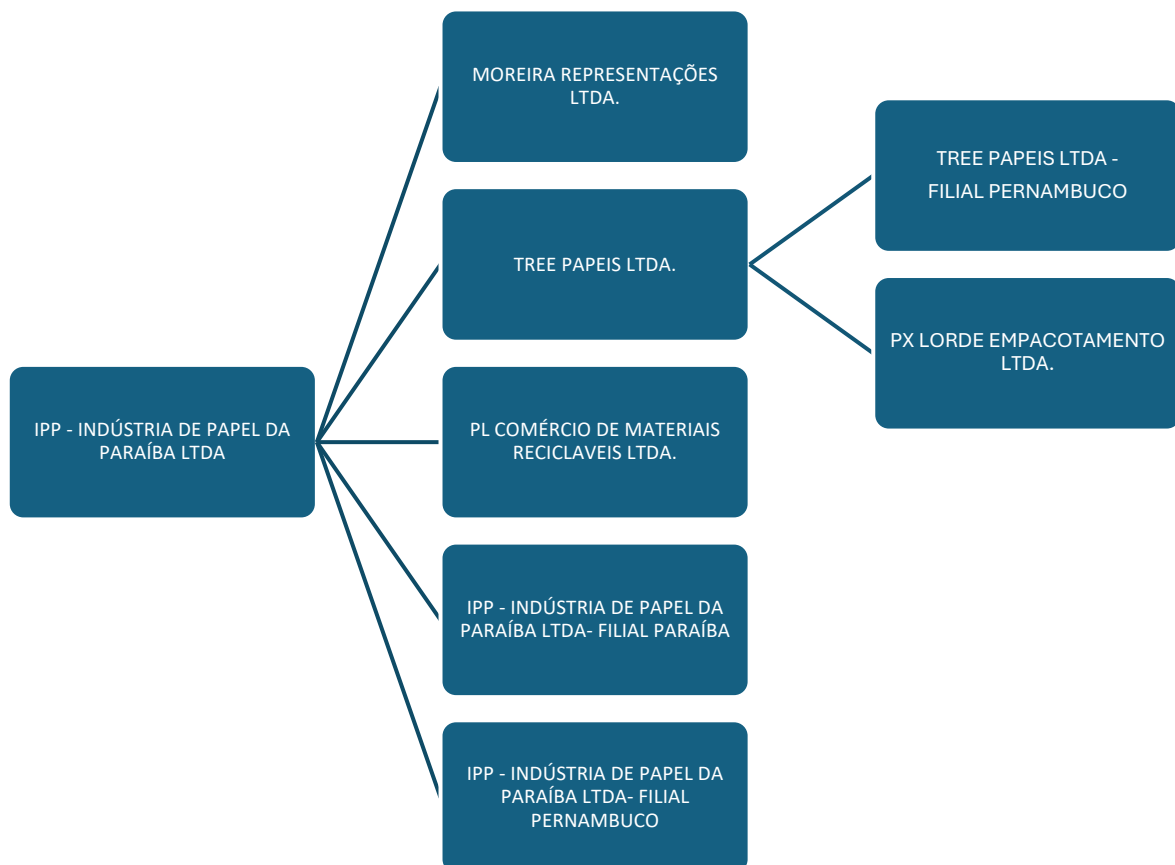 MOREIRA REPRESENTAÇÕES
LTDA.
TREE PAPEIS LTDA -
FILIAL PERNAMBUCO
TREE PAPEIS LTDA.
PX LORDE EMPACOTAMENTO
LTDA.
IPP - INDÚSTRIA DE PAPEL DA
PARAÍBA LTDA
PL COMÉRCIO DE MATERIAIS
RECICLAVEIS LTDA.
IPP - INDÚSTRIA DE PAPEL DA
PARAÍBA LTDA- FILIAL PARAÍBA
IPP - INDÚSTRIA DE PAPEL DA
PARAÍBA LTDA- FILIAL
PERNAMBUCO